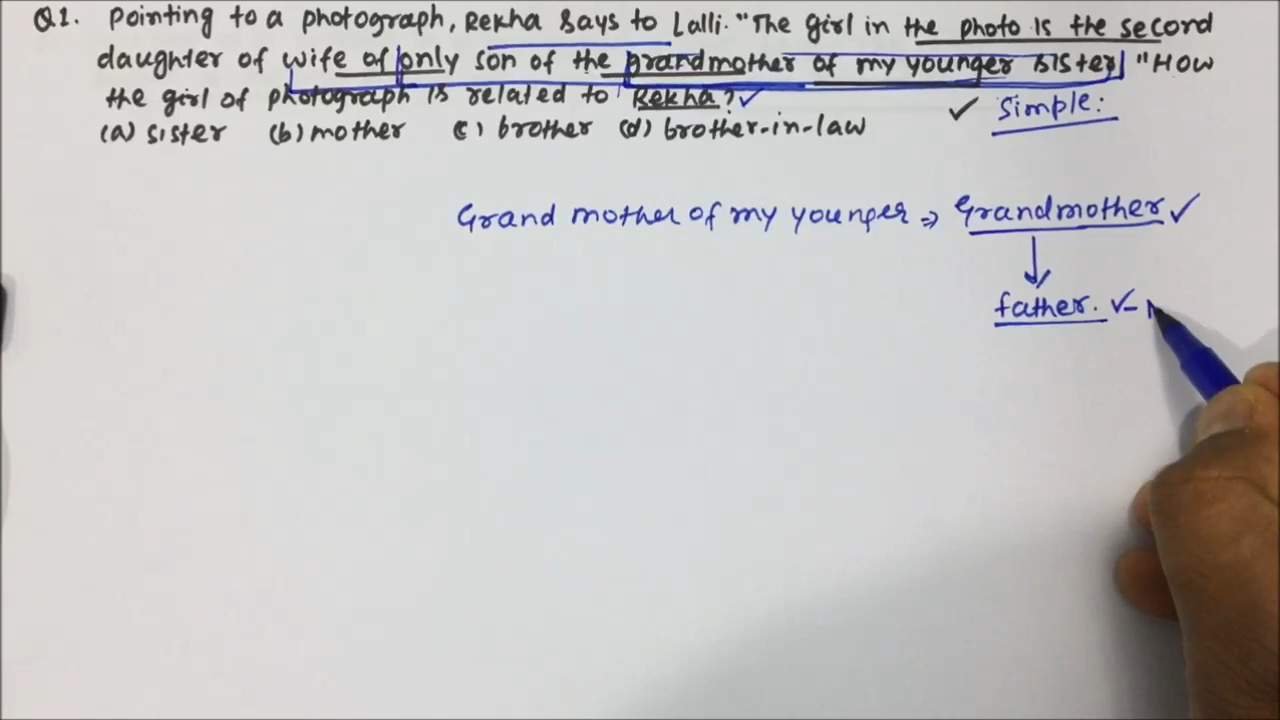 Q1. Pointing to a photograph, Rekha says to Lalli. "The girl in the photo is the second
daughter of wife of only son of the grandmother of my younger sister "How
the girl of photograph is related to Rekha?
(a) sister (b) mother (c) brother (d) brother-in-law
Simple:
Grand mother of my younger => Grandmother
father.